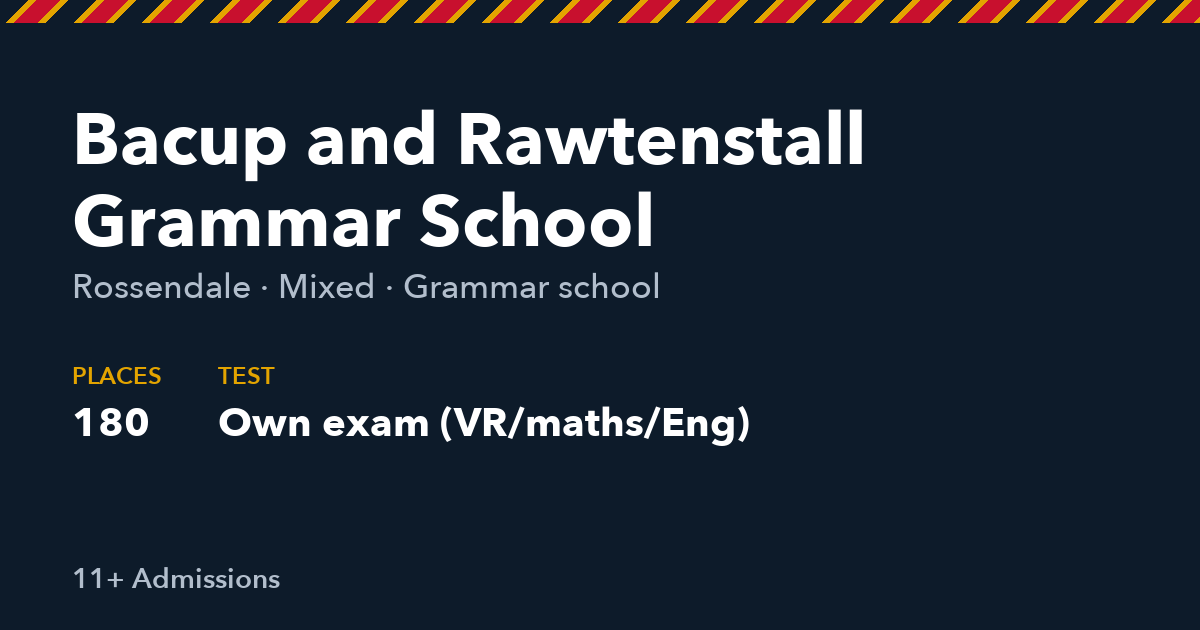 Bacup and Rawtenstall
Grammar School
Rossendale · Mixed · Grammar school
PLACES TEST
180 Own exam (VR/maths/Eng)
11+ Admissions